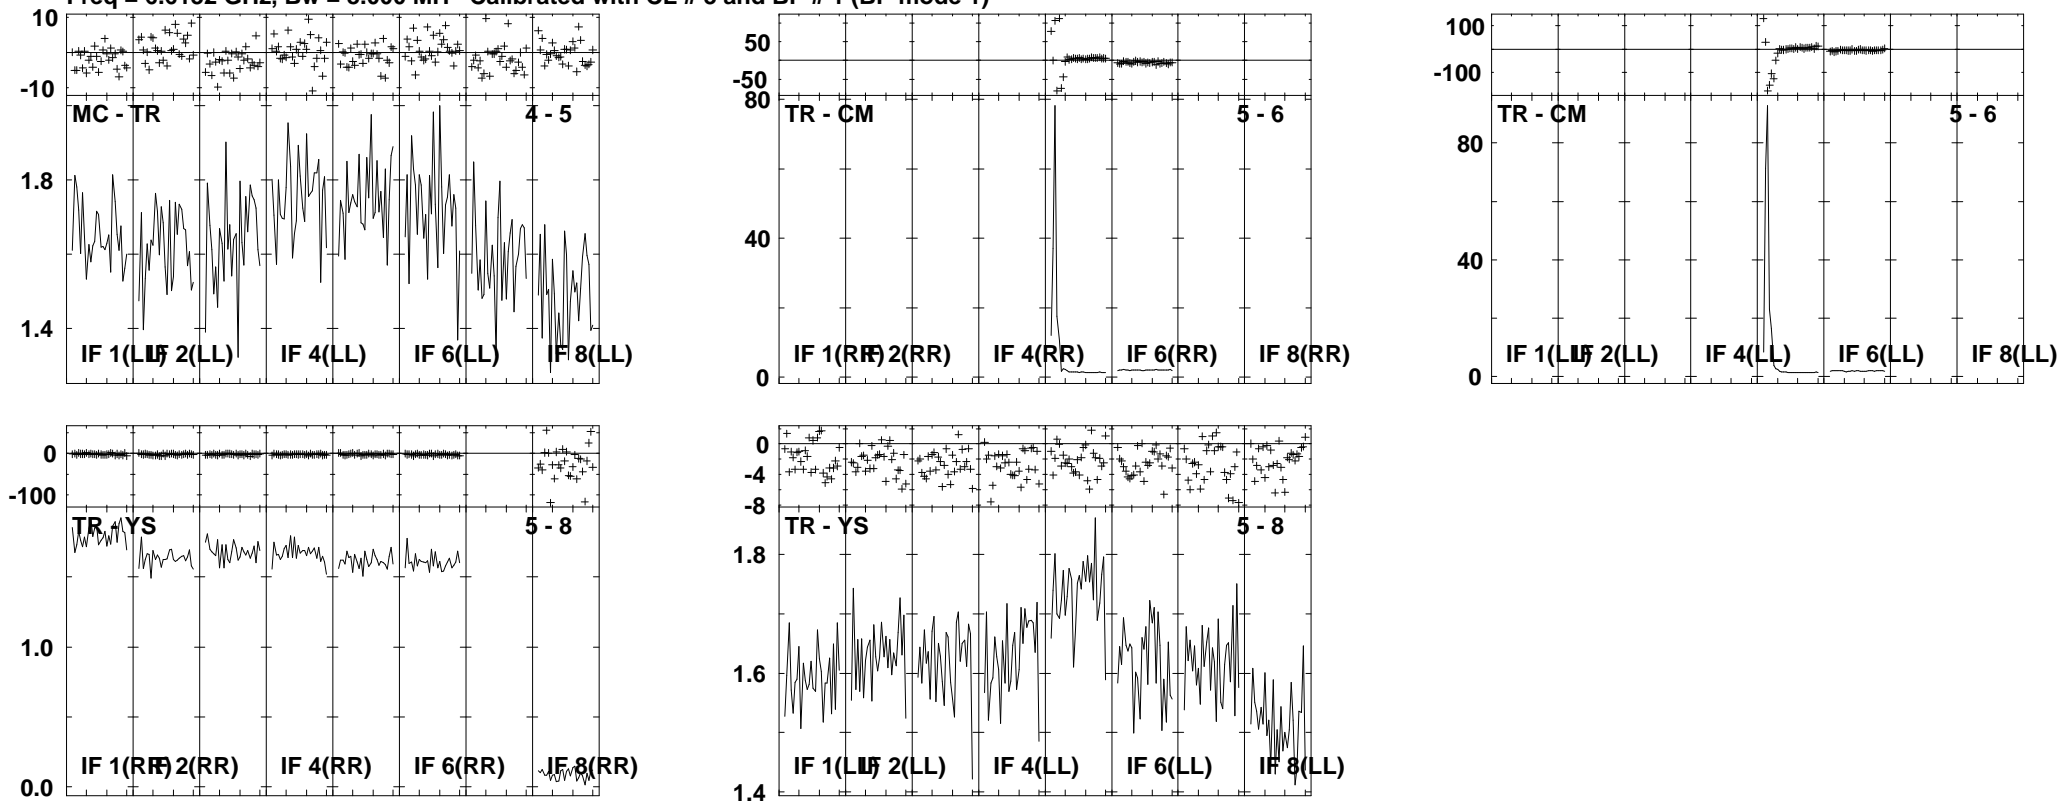 10
-10
MC - TR 4 - 5
1.8
1.4
IF 1(LL) IF 2(LL) IF 4(LL) IF 6(LL) IF 8(LL)
50
-50
80
TR - CM 5 - 6
40
0
IF 1(RR) IF 2(RR) IF 4(RR) IF 6(RR) IF 8(RR)
100
-100
TR - CM 5 - 6
80
40
0
IF 1(LL) IF 2(LL) IF 4(LL) IF 6(LL) IF 8(LL)
0
-100
TR - YS 5 - 8
1.0
0.0
IF 1(RR) IF 2(RR) IF 4(RR) IF 6(RR) IF 8(RR)
0
-4
-8
TR - YS 5 - 8
1.8
1.6
1.4
IF 1(LL) IF 2(LL) IF 4(LL) IF 6(LL) IF 8(LL)